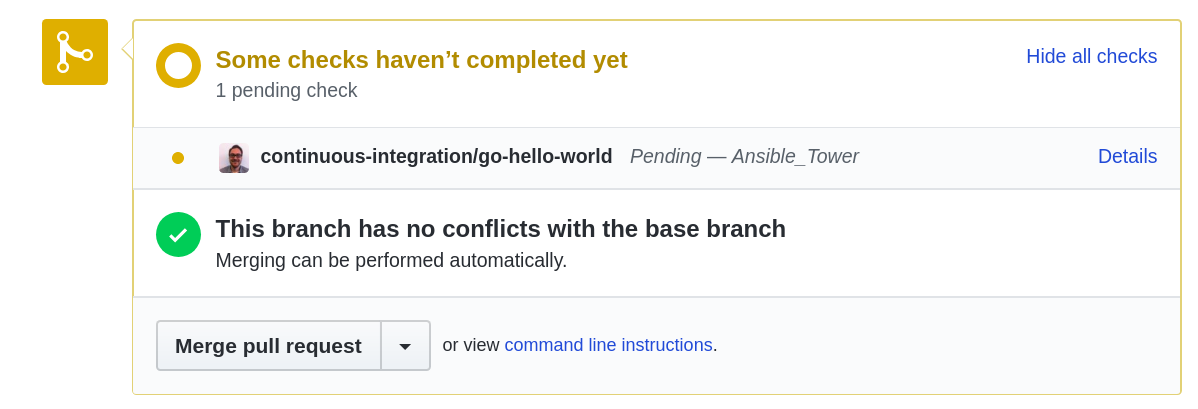 Some checks haven’t completed yet
Hide all checks
1 pending check
continuous-integration/go-hello-world Pending — Ansible_Tower
Details
This branch has no conflicts with the base branch
Merging can be performed automatically.
Merge pull request
or view command line instructions.